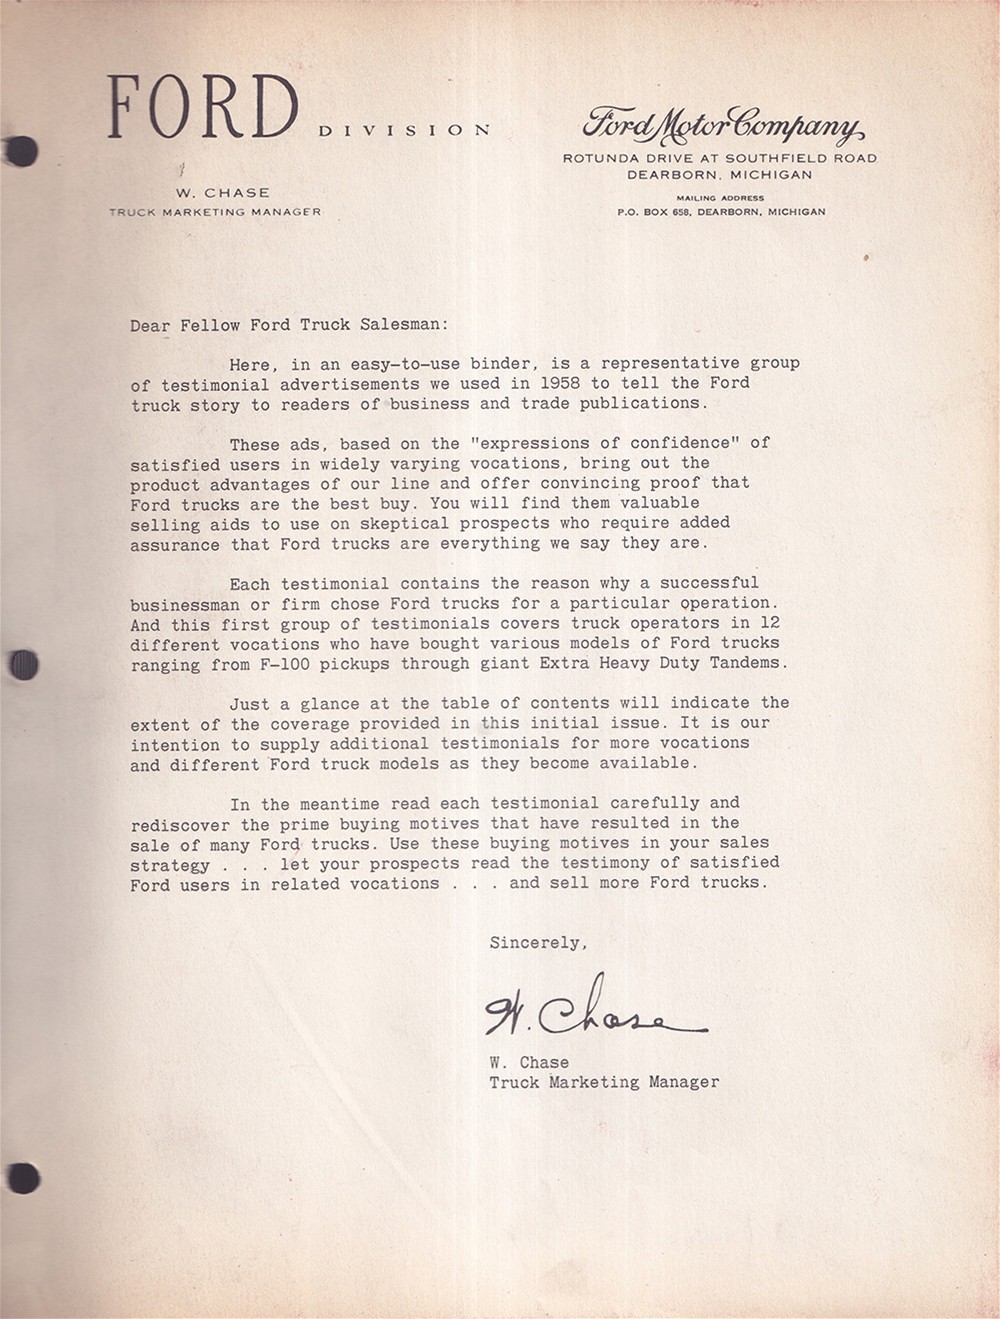 FORD DIVISION
W. CHASE
TRUCK MARKETING MANAGER
Ford Motor Company,
ROTUNDA DRIVE AT SOUTHFIELD ROAD
DEARBORN, MICHIGAN
MAILING ADDRESS
P.O. BOX 658, DEARBORN, MICHIGAN
Dear Fellow Ford Truck Salesman:
Here, in an easy-to-use binder, is a representative group
of testimonial advertisements we used in 1958 to tell the Ford
truck story to readers of business and trade publications.
These ads, based on the "expressions of confidence" of
satisfied users in widely varying vocations, bring out the
product advantages of our line and offer convincing proof that
Ford trucks are the best buy. You will find them valuable
selling aids to use on skeptical prospects who require added
assurance that Ford trucks are everything we say they are.
Each testimonial contains the reason why a successful
businessman or firm chose Ford trucks for a particular operation.
And this first group of testimonials covers truck operators in 12
different vocations who have bought various models of Ford trucks
ranging from F-100 pickups through giant Extra Heavy Duty Tandems.
Just a glance at the table of contents will indicate the
extent of the coverage provided in this initial issue. It is our
intention to supply additional testimonials for more vocations
and different Ford truck models as they become available.
In the meantime read each testimonial carefully and
rediscover the prime buying motives that have resulted in the
sale of many Ford trucks. Use these buying motives in your sales
strategy . . . let your prospects read the testimony of satisfied
Ford users in related vocations . . . and sell more Ford trucks.
Sincerely,
W. Chase
W. Chase
Truck Marketing Manager